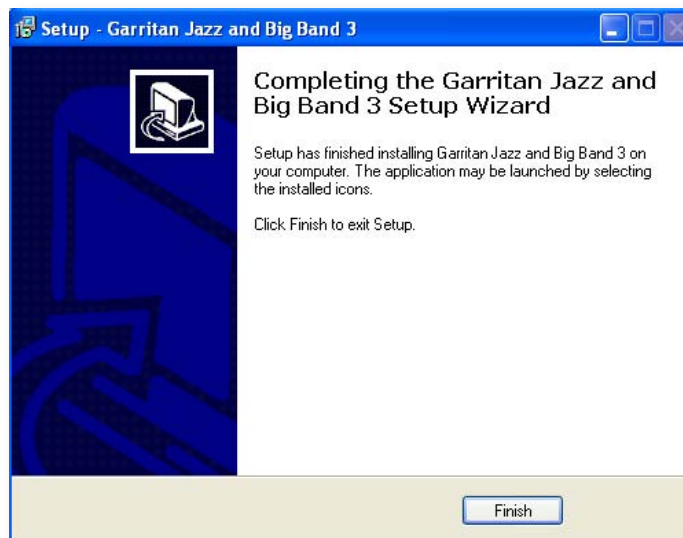 Setup - Garritan Jazz and Big Band 3
Completing the Garritan Jazz and
Big Band 3 Setup Wizard
Setup has finished installing Garritan Jazz and Big Band 3 on
your computer. The application may be launched by selecting
the installed icons.
Click Finish to exit Setup.
Finish